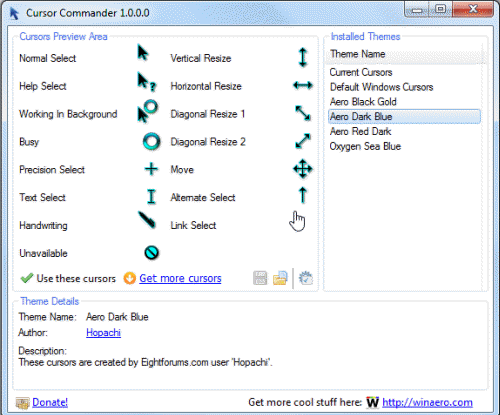 Cursor Commander 1.0.0.0
Cursors Preview Area
Normal Select
Vertical Resize
Help Select
Horizontal Resize
Working In Background
Diagonal Resize 1
Busy
Diagonal Resize 2
Precision Select
Move
Text Select
Alternate Select
Handwriting
Link Select
Unavailable
Use these cursors
Get more cursors
Installed Themes
Theme Name
Current Cursors
Default Windows Cursors
Aero Black Gold
Aero Dark Blue
Aero Red Dark
Oxygen Sea Blue
Theme Details
Theme Name: Aero Dark Blue
Author: Hopachi
Description:
These cursors are created by Eightforums.com user 'Hopachi'.
Donate!
Get more cool stuff here: W http://winaero.com